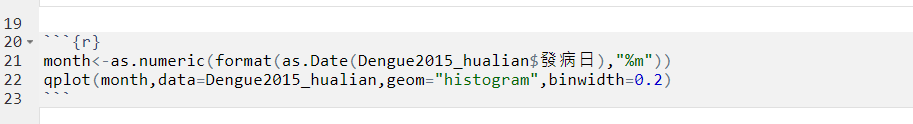 19
20 ```{r}
21 month<-as.numeric(format(as.Date(Dengue2015_hualian$發病日),"%m"))
22 qplot(month,data=Dengue2015_hualian,geom="histogram",binwidth=0.2)
23 ```